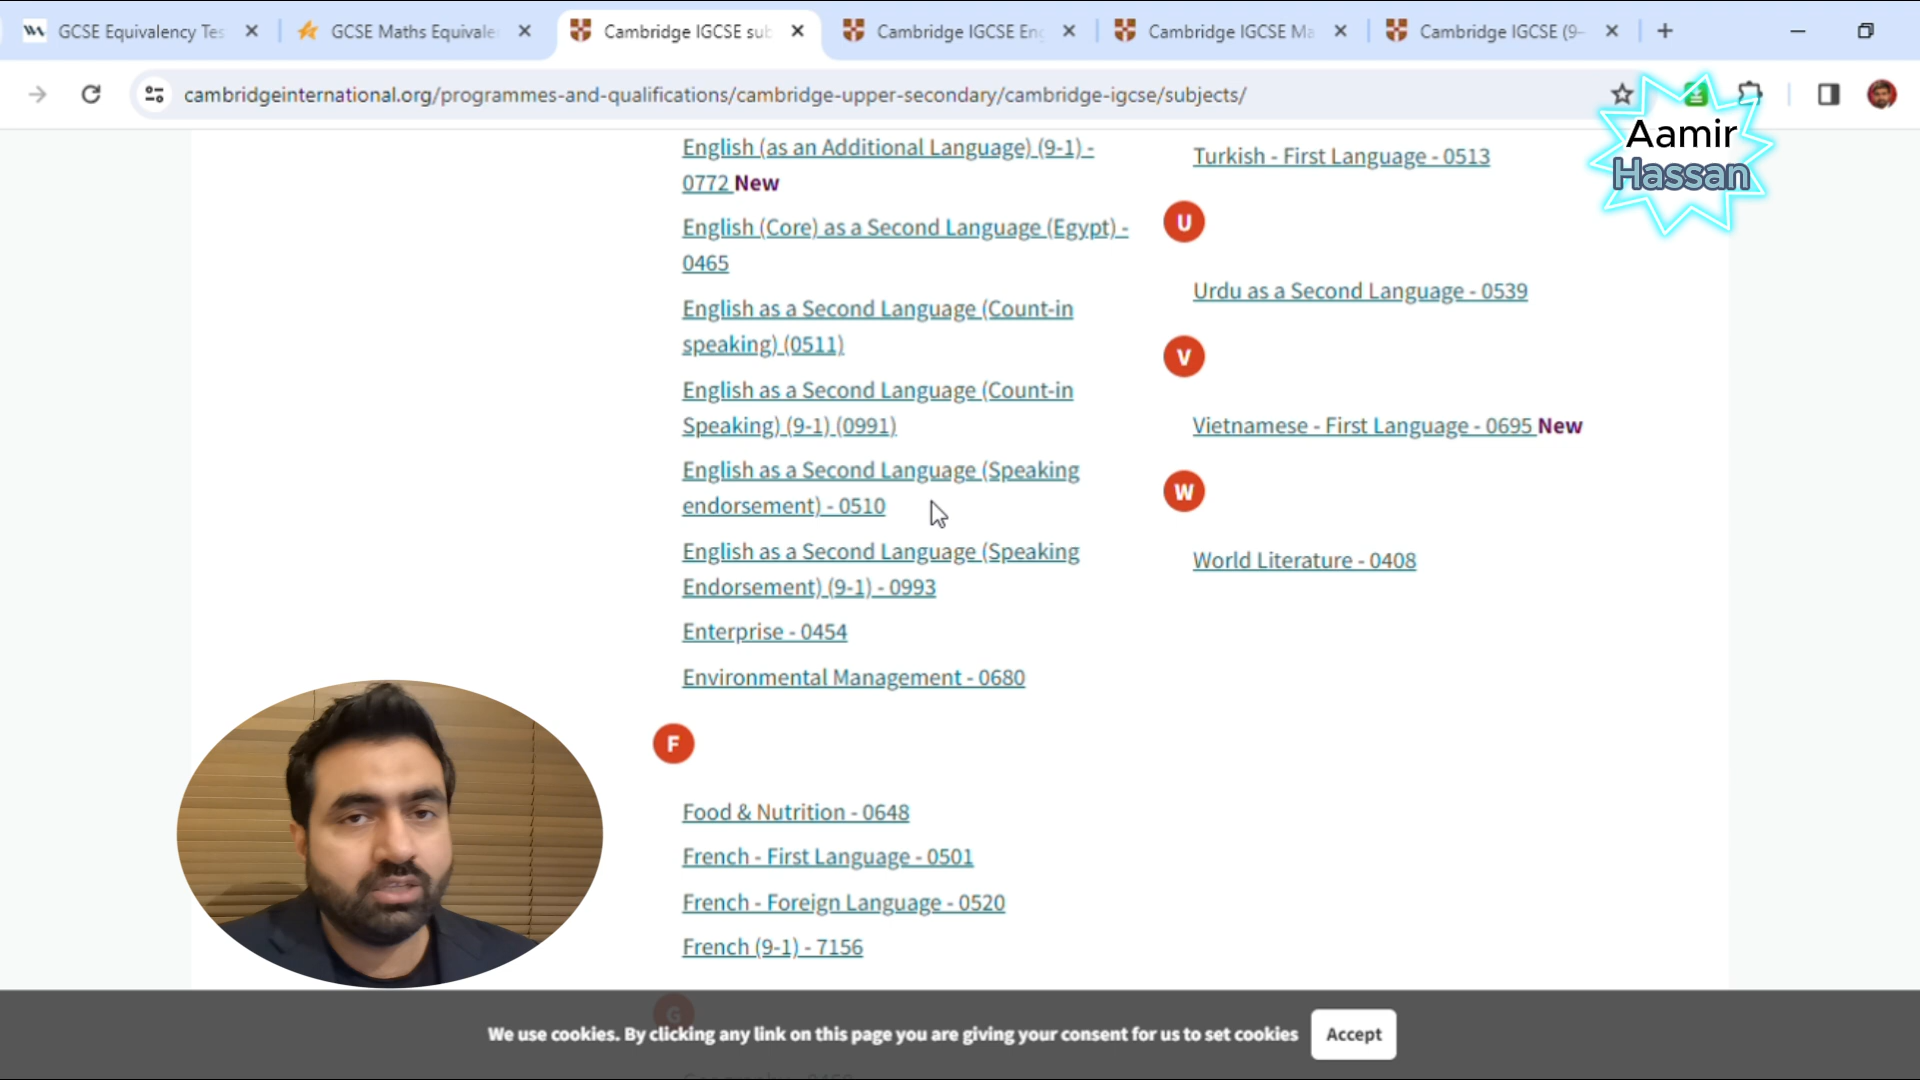 GCSE Equivalency Tes
GCSE Maths Equivale
Cambridge IGCSE sub
Cambridge IGCSE Eng
Cambridge IGCSE Ma
Cambridge IGCSE (9-
cambridgeinternational.org/programmes-and-qualifications/cambridge-upper-secondary/cambridge-igcse/subjects/
Aamir
Hassan
English (as an Additional Language) (9-1) -
0772 New
English (Core) as a Second Language (Egypt) -
0465
English as a Second Language (Count-in
speaking) (0511)
English as a Second Language (Count-in
Speaking) (9-1) (0991)
English as a Second Language (Speaking
endorsement) - 0510
English as a Second Language (Speaking
Endorsement) (9-1) - 0993
Enterprise - 0454
Environmental Management - 0680
F
Food & Nutrition - 0648
French - First Language - 0501
French - Foreign Language - 0520
French (9-1) - 7156
G
Turkish - First Language - 0513
U
Urdu as a Second Language - 0539
V
Vietnamese - First Language - 0695 New
W
World Literature - 0408
We use cookies. By clicking any link on this page you are giving your consent for us to set cookies
Accept